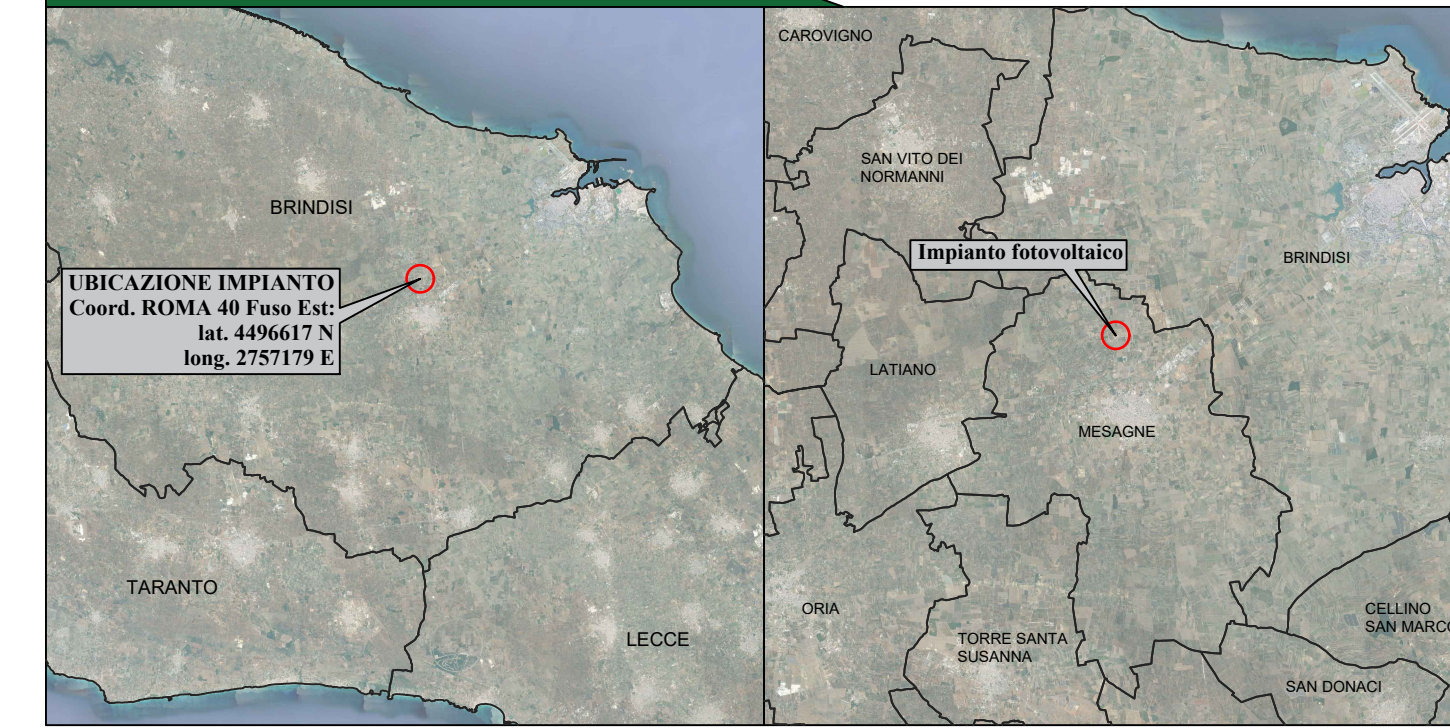 BRINDISI
UBICAZIONE IMPIANTO
Coord. ROMA 40 Fuso Est:
lat. 4496617 N
long. 2757179 E
TARANTO
LECCE
CAROVIGNO
SAN VITO DEI
NORMANNI
Impianto fotovoltaico
BRINDISI
LATIANO
MESAGNE
ORIA
TORRE SANTA
SUSANNA
CELLINO
SAN MARCO
SAN DONACI